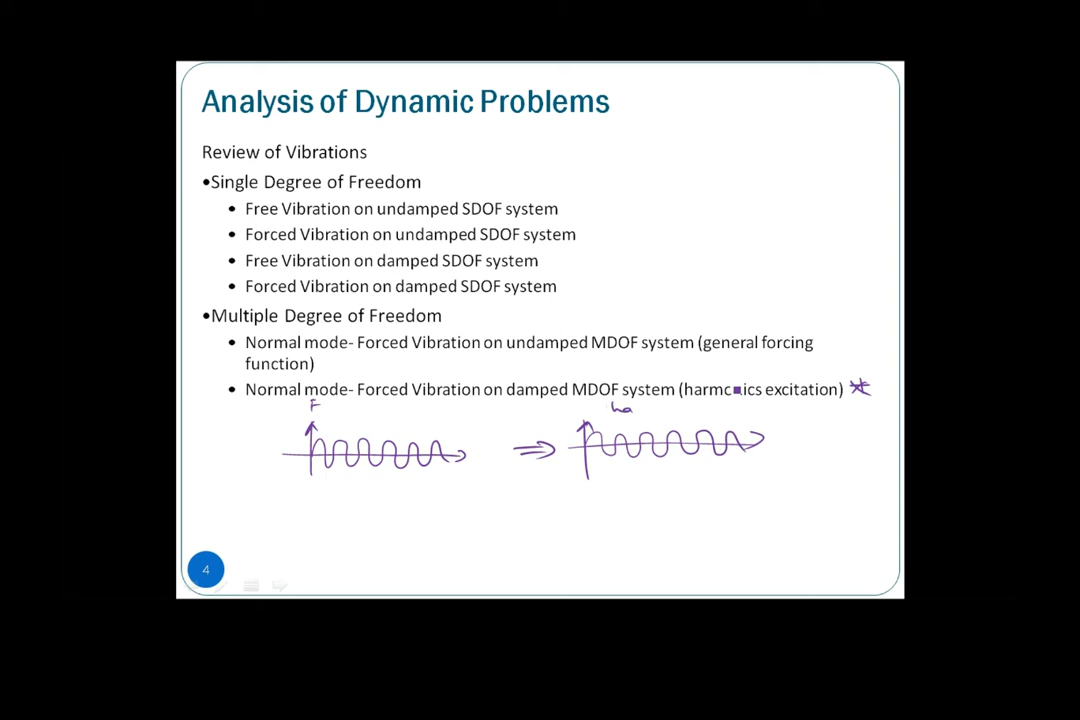 Analysis of Dynamic Problems
Review of Vibrations
•Single Degree of Freedom
• Free Vibration on undamped SDOF system
• Forced Vibration on undamped SDOF system
• Free Vibration on damped SDOF system
• Forced Vibration on damped SDOF system
•Multiple Degree of Freedom
• Normal mode- Forced Vibration on undamped MDOF system (general forcing
function)
• Normal mode- Forced Vibration on damped MDOF system (harmc■ics excitation)
F
ha
4